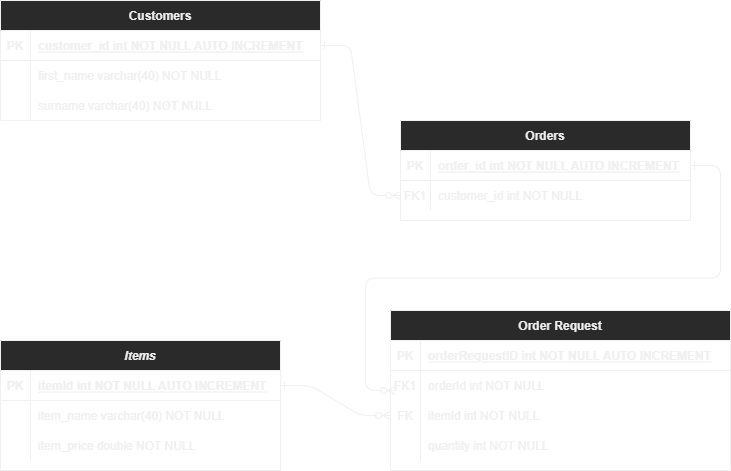 Customers
PK customer_id int NOT NULL AUTO INCREMENT
first_name varchar(40) NOT NULL
surname varchar(40) NOT NULL
Orders
PK order_id int NOT NULL AUTO INCREMENT
FK1 customer_id int NOT NULL
Order Request
PK orderRequestID int NOT NULL AUTO INCREMENT
FK1 orderId int NOT NULL
FK itemId int NOT NULL
quantity int NOT NULL
Items
PK itemId int NOT NULL AUTO INCREMENT
item_name varchar(40) NOT NULL
item_price double NOT NULL